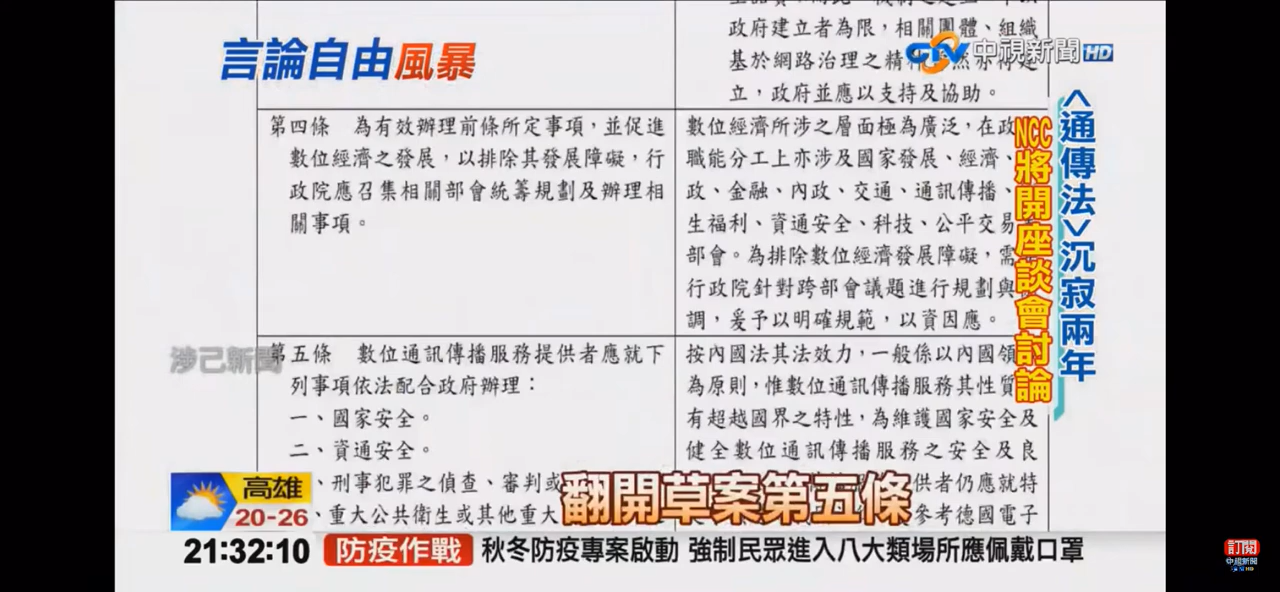 言論自由風暴
CTV中視新聞HD
政府建立者為限，相關團體、組織
基於網路治理之精
立，政府並應以支持及協助。
第四條　為有效辦理前條所定事項，並促進
數位經濟之發展，以排除其發展障礙，行
政院應召集相關部會統籌規劃及辦理相
關事項。
數位經濟所涉之層面極為廣泛，在政
職能分工上亦涉及國家發展、經濟、
政、金融、內政、交通、通訊傳播、
生福利、資通安全、科技、公平交易
部會。為排除數位經濟發展障礙，需
行政院針對跨部會議題進行規劃與
調，爰予以明確規範，以資因應。
第五條　數位通訊傳播服務提供者應就下
列事項依法配合政府辦理：
一、國家安全。
二、資通安全。
、刑事犯罪之偵查、審判或
、重大公共衛生或其他重大
按內國法其法效力，一般係以內國領
為原則，惟數位通訊傳播服務其性質
有超越國界之特性，為維護國家安全及
健全數位通訊傳播服務之安全及良
供者仍應就特
參考德國電子
<通傳法>沉寂兩年
NCC將開座談會討論
涉己新聞
高雄
20-26
翻開草案第五條
21:32:10
防疫作戰
秋冬防疫專案啟動 強制民眾進入八大類場所應佩戴口罩
訂閱
中視新聞